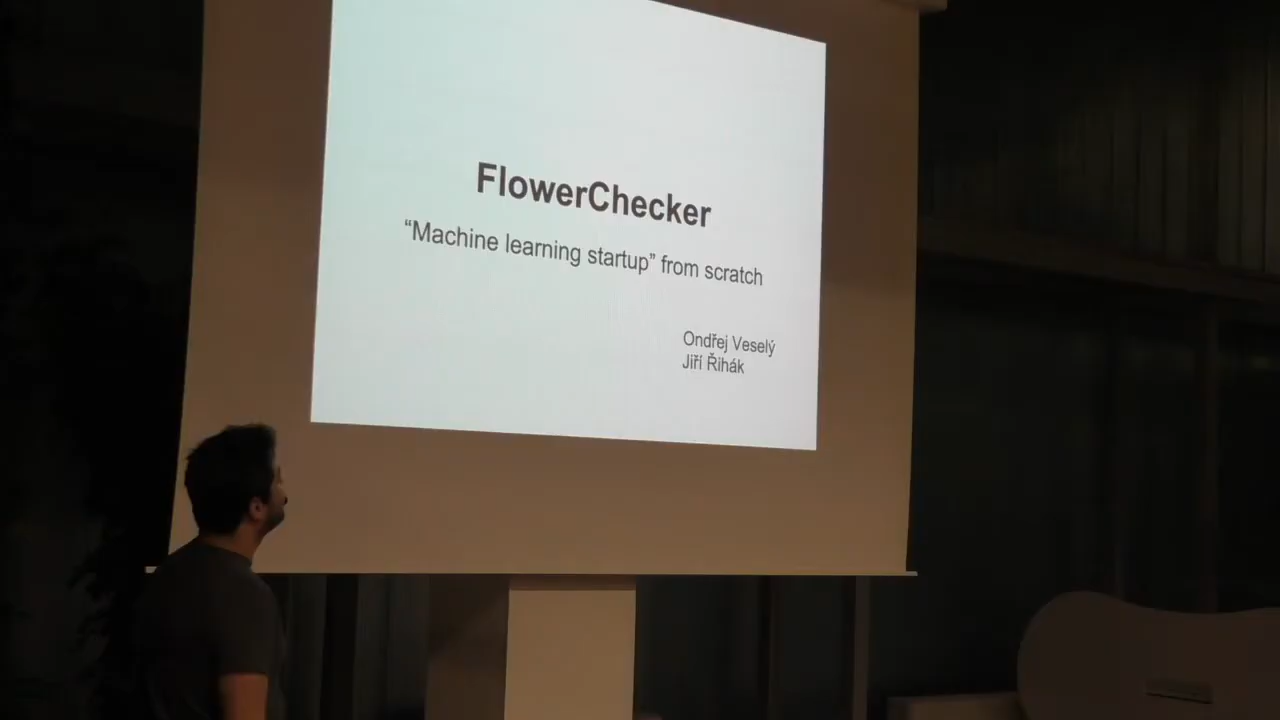 FlowerChecker
“Machine learning startup” from scratch
Ondřej Veselý
Jiří Řihák